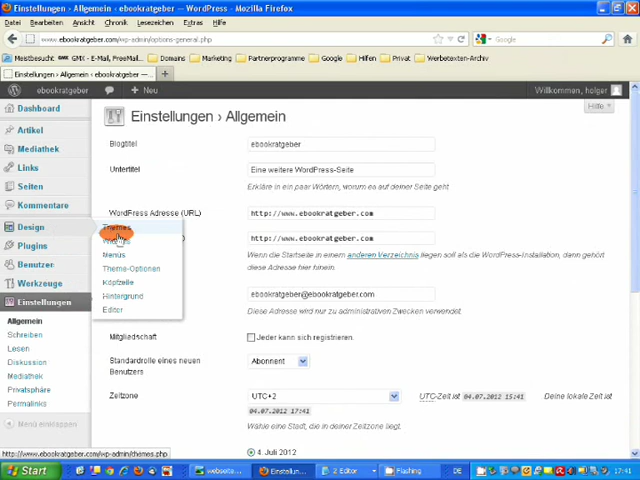 Einstellungen › Allgemein ‹ ebookratgeber — WordPress - Mozilla Firefox
Datei Bearbeiten Ansicht Chronik Lesezeichen Extras Hilfe
www.ebookratgeber.com/wp-admin/options-general.php
Google
Meistbesucht GMX - E-Mail, FreeMail... Domains Marketing Partnerprogramme Google Hilfen Privat Werbetexten-Archiv
Einstellungen › Allgemein ‹ ebookratgeber — ...
ebookratgeber + Neu Willkommen, holger
Hilfe
Dashboard
Artikel
Mediathek
Links
Seiten
Kommentare
Design
Plugins
Benutzer
Werkzeuge
Einstellungen
Allgemein
Schreiben
Lesen
Diskussion
Mediathek
Privatsphäre
Permalinks
Menü einklappen
Themes
Menüs
Theme-Optionen
Kopfzeile
Hintergrund
Editor
Einstellungen › Allgemein
Blogtitel ebookratgeber
Untertitel Eine weitere WordPress-Seite
Erkläre in ein paar Wörtern, worum es auf deiner Seite geht
WordPress Adresse (URL) http://www.ebookratgeber.com
http://www.ebookratgeber.com
Wenn die Startseite in einem anderen Verzeichnis liegen soll als die WordPress-Installation, dann gehört
diese Adresse hier hinein.
ebookratgeber@ebookratgeber.com
Diese Adresse wird nur zu administrativen Zwecken verwendet.
Mitgliedschaft Jeder kann sich registrieren.
Standardrolle eines neuen
Benutzers
Abonnent
Zeitzone UTC+2 UTC-Zeit ist 04.07.2012 15:41 Deine lokale Zeit ist
04.07.2012 17:41
Wähle eine Stadt, die in deiner Zeitzone liegt.
4. Juli 2012
http://www.ebookratgeber.com/wp-admin/themes.php
Start webseite... Einstellun... 2 Editor Flashing DE 17:41